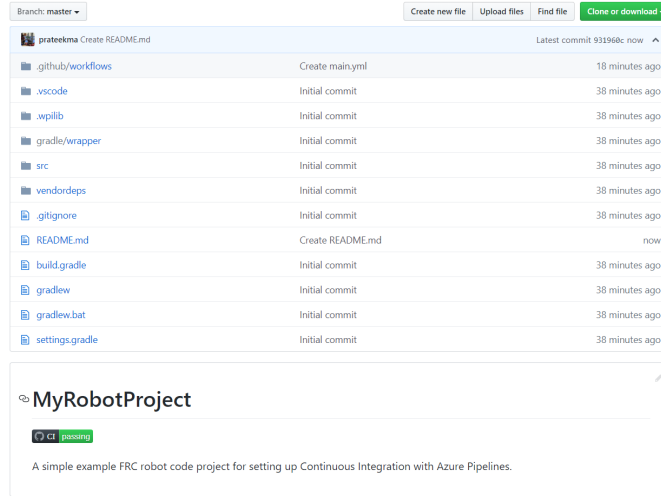 Branch: master
Create new file Upload files Find file Clone or download
prateekma Create README.md Latest commit 931960c now
.github/workflows Create main.yml 18 minutes ago
.vscode Initial commit 38 minutes ago
.wpilib Initial commit 38 minutes ago
gradle/wrapper Initial commit 38 minutes ago
src Initial commit 38 minutes ago
vendordeps Initial commit 38 minutes ago
.gitignore Initial commit 38 minutes ago
README.md Create README.md now
build.gradle Initial commit 38 minutes ago
gradlew Initial commit 38 minutes ago
gradlew.bat Initial commit 38 minutes ago
settings.gradle Initial commit 38 minutes ago
MyRobotProject
CI passing
A simple example FRC robot code project for setting up Continuous Integration with Azure Pipelines.